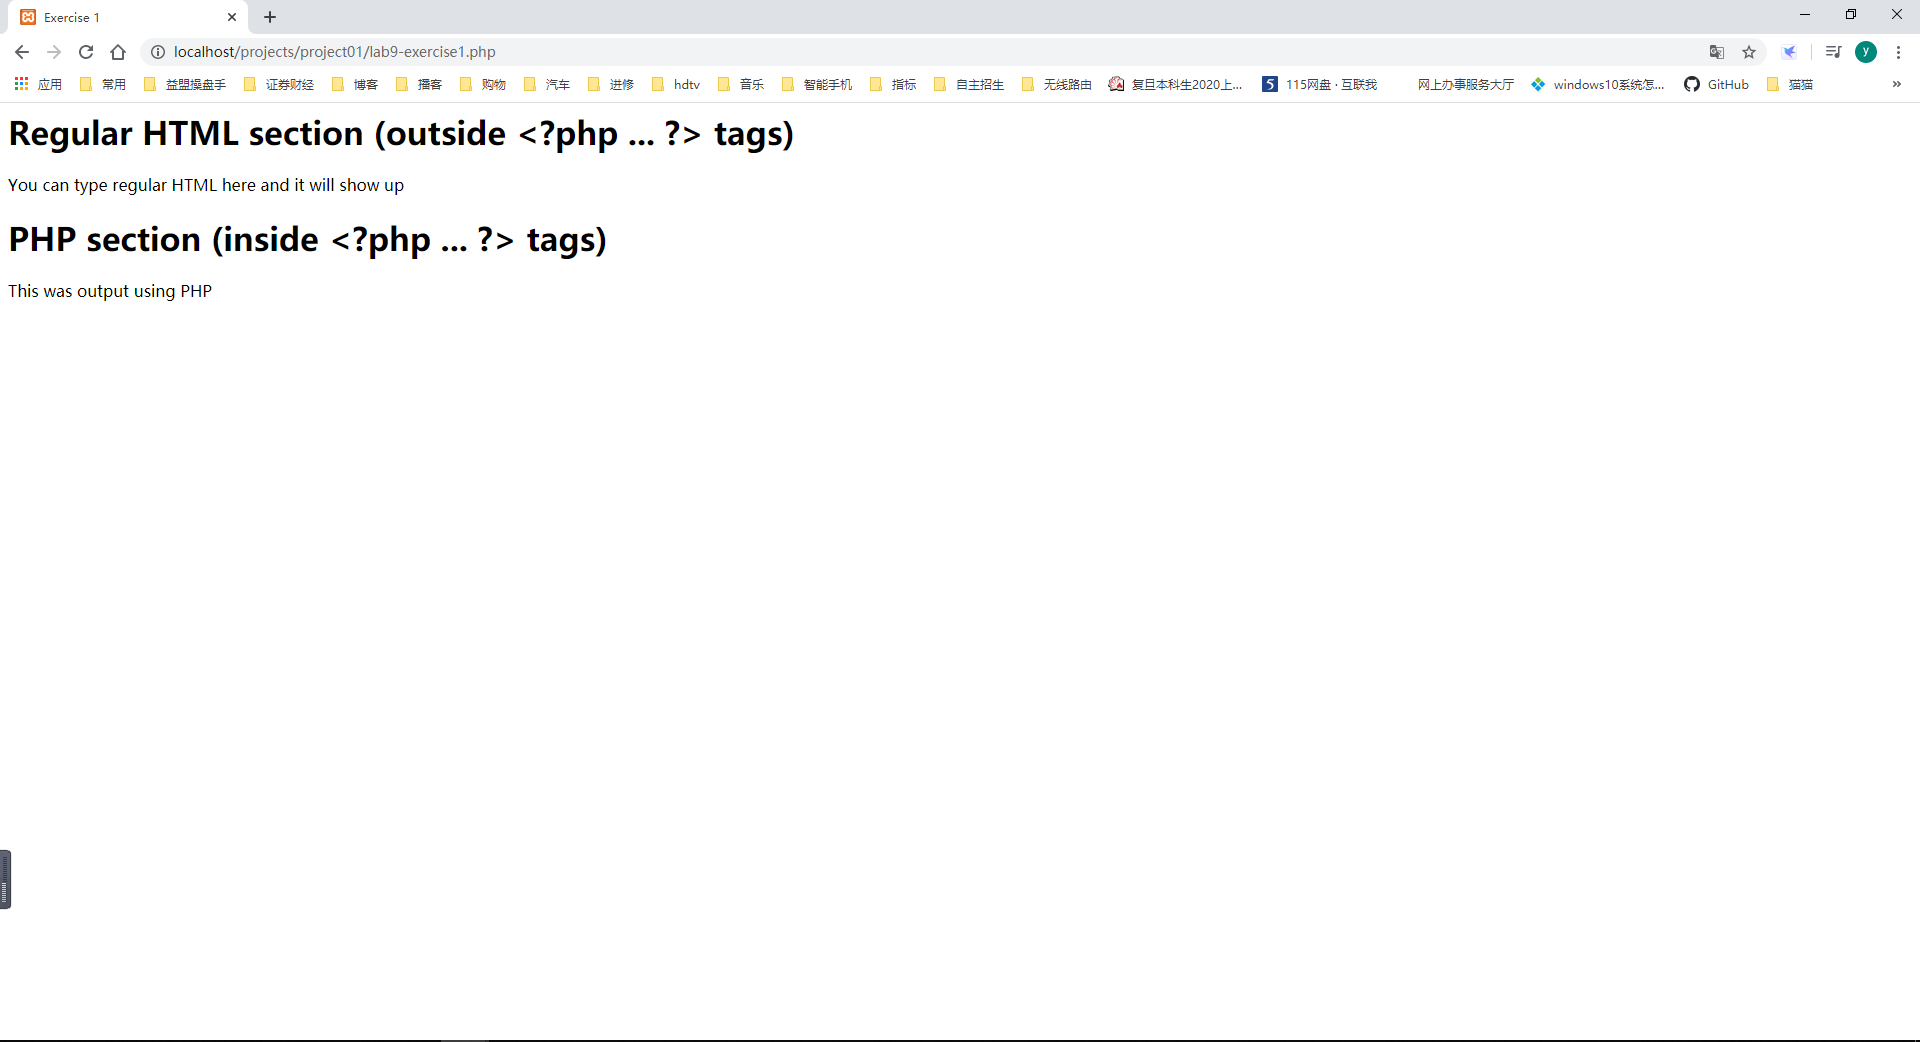 Exercise 1
localhost/projects/project01/lab9-exercise1.php
y
应用 常用 益盟操盘手 证券财经 博客 播客 购物 汽车 进修 hdtv 音乐 智能手机 指标 自主招生 无线路由 复旦本科生2020上... 5 115网盘 · 互联我 网上办事服务大厅 windows10系统怎... GitHub 猫猫 »
Regular HTML section (outside <?php ... ?> tags)
You can type regular HTML here and it will show up
PHP section (inside <?php ... ?> tags)
This was output using PHP